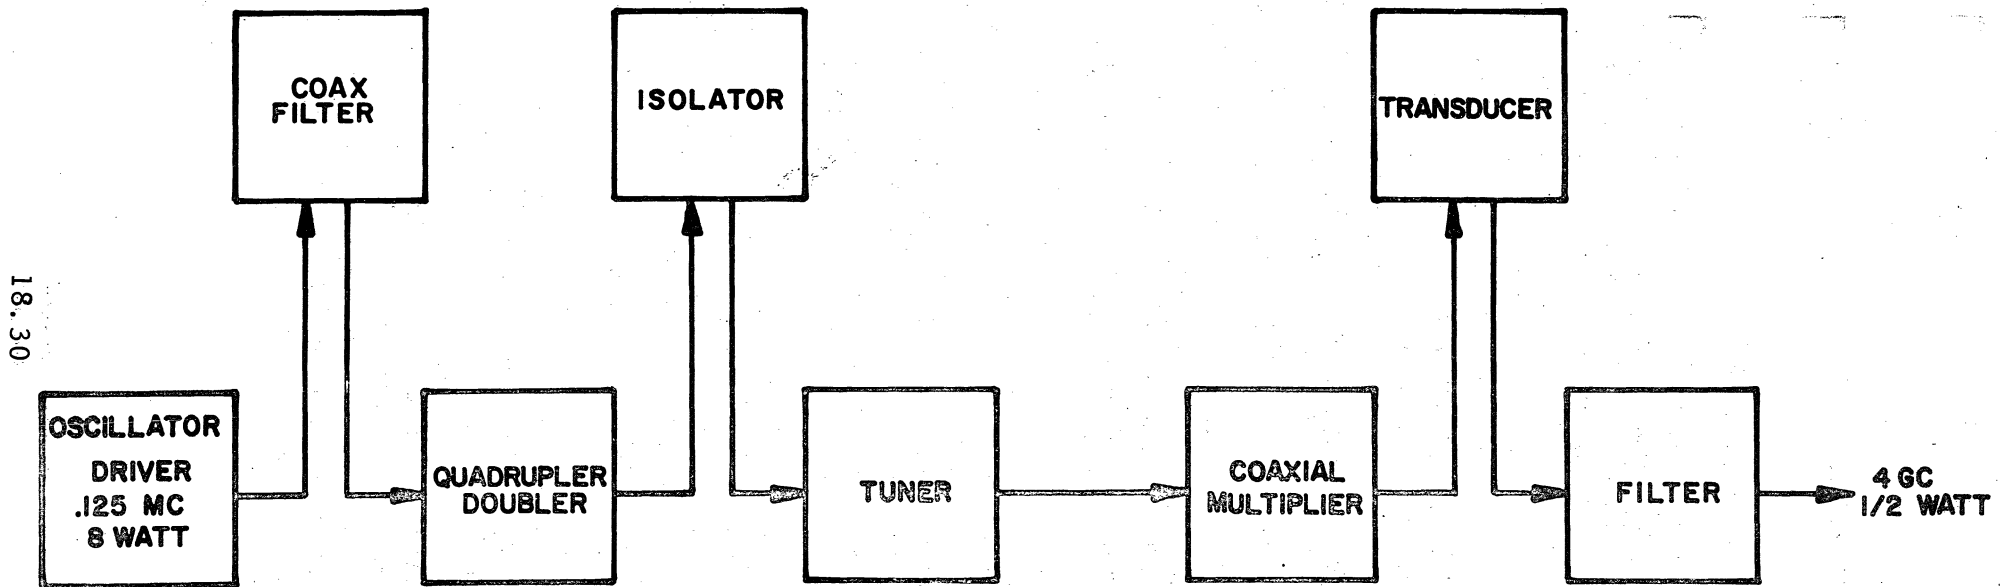 COAX
FILTER
ISOLATOR
TRANSDUCER
18.30
OSCILLATOR
DRIVER
.125 MC
8 WATT
QUADRUPLER
DOUBLER
TUNER
COAXIAL
MULTIPLIER
FILTER
4 GC
1/2 WATT